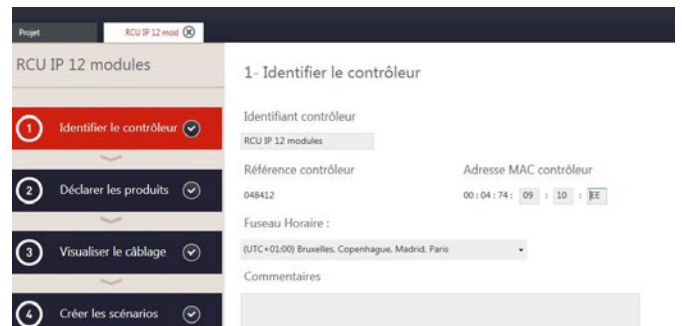 Projet
RCU IP 12 mod
RCU IP 12 modules
1 Identifier le contrôleur
2 Déclarer les produits
3 Visualiser le câblage
4 Créer les scénarios
1- Identifier le contrôleur
Identifiant contrôleur
RCU IP 12 modules
Référence contrôleur
048412
Adresse MAC contrôleur
00 : 04 : 74 : 09 : 10 : EE
Fuseau Horaire :
(UTC+01:00) Bruxelles, Copenhague, Madrid, Paris
Commentaires